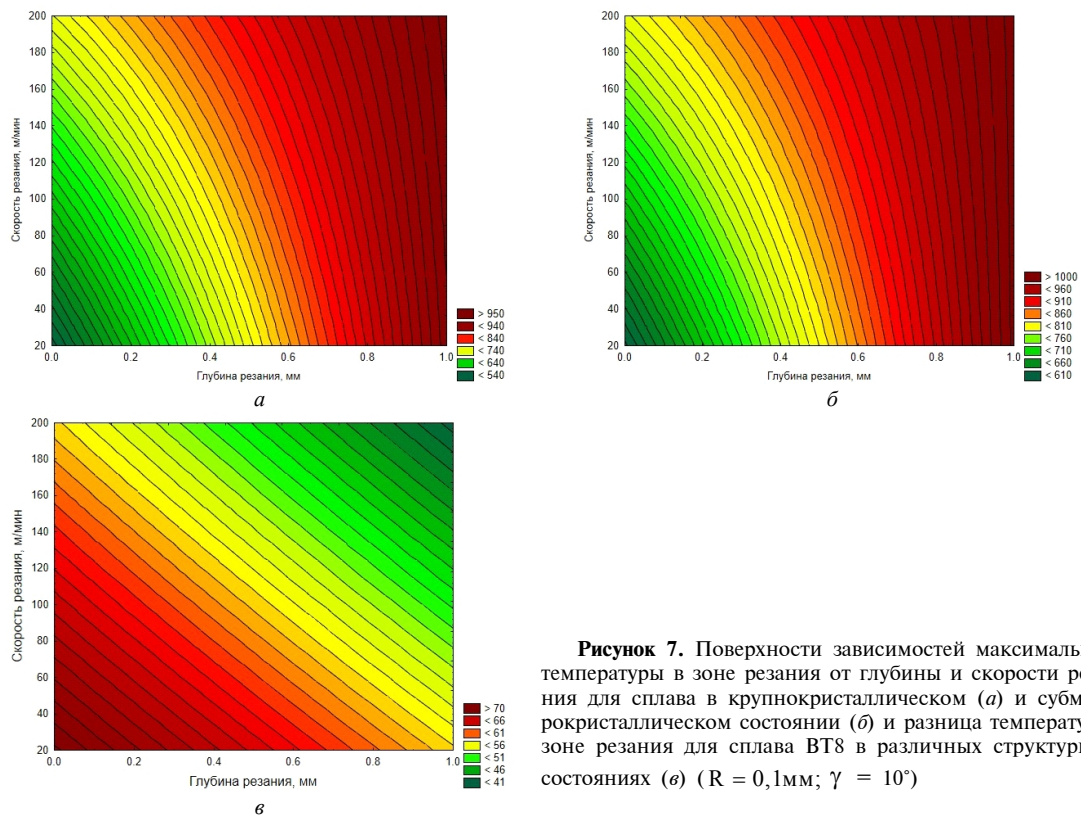 200
180
160
140
120
100
80
60
40
20
Скорость резания, м/мин
0.0 0.2 0.4 0.6 0.8 1.0
Глубина резания, мм
> 950
< 940
< 840
< 740
< 640
< 540
а
200
180
160
140
120
100
80
60
40
20
Скорость резания, м/мин
0.0 0.2 0.4 0.6 0.8 1.0
Глубина резания, мм
> 1000
< 960
< 910
< 860
< 810
< 760
< 710
< 660
< 610
б
200
180
160
140
120
100
80
60
40
20
Скорость резания, м/мин
0.0 0.2 0.4 0.6 0.8 1.0
Глубина резания, мм
> 70
< 66
< 61
< 56
< 51
< 46
< 41
в
Рисунок 7. Поверхности зависимостей максималь
температуры в зоне резания от глубины и скорости ре
ния для сплава в крупнокристаллическом (а) и субм
рокристаллическом состоянии (б) и разница температу
зоне резания для сплава ВТ8 в различных структур
состояниях (в) ( R = 0,1мм; γ = 10°)